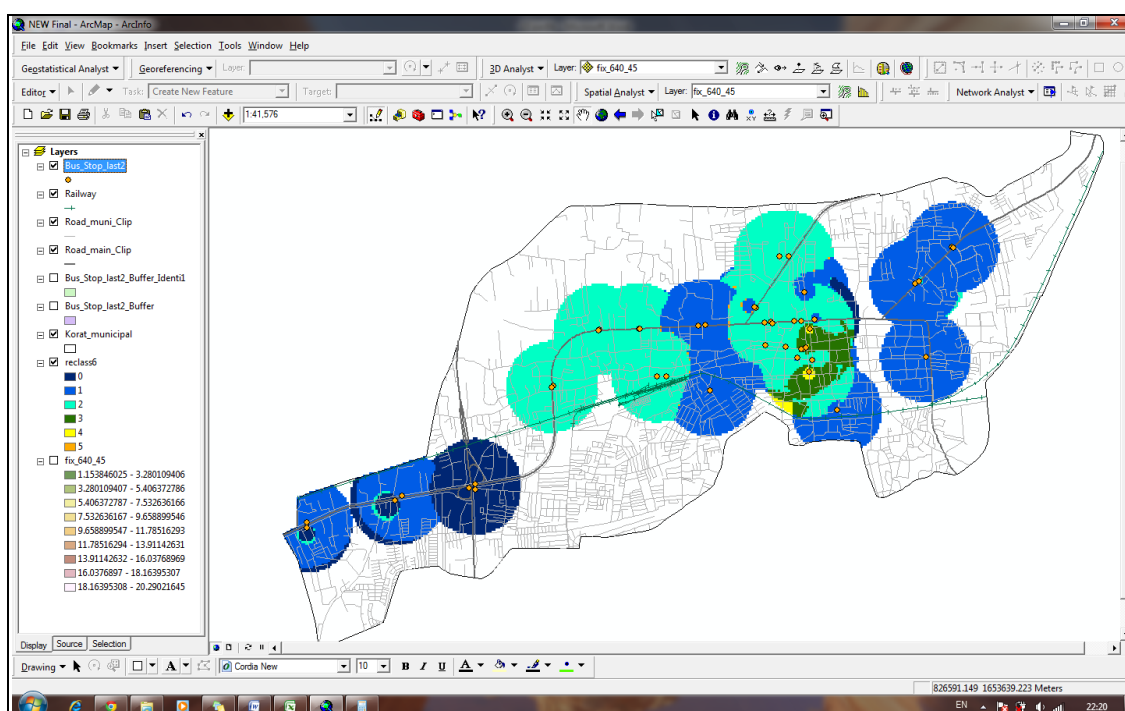 NEW Final - ArcMap - ArcInfo
File Edit View Bookmarks Insert Selection Tools Window Help
Geostatistical Analyst Georeferencing Layer: 3D Analyst Layer: fix_640_45
Editor Task: Create New Feature Target: Spatial Analyst Layer: fix_640_45 Network Analyst
1:41,576
Layers
Bus_Stop_last2
Railway
Road_muni_Clip
Road_main_Clip
Bus_Stop_last2_Buffer_Identi1
Bus_Stop_last2_Buffer
Korat_municipal
reclass6
0
1
2
3
4
5
fix_640_45
1.153846025 - 3.280109406
3.280109407 - 5.406372786
5.406372787 - 7.532636166
7.532636167 - 9.658899546
9.658899547 - 11.78516293
11.78516294 - 13.91142631
13.91142632 - 16.03768969
16.0376897 - 18.16395307
18.16395308 - 20.29021645
Display Source Selection
Drawing A Cordia New 10 B I U A
826591.149 1653639.223 Meters
EN 22:20